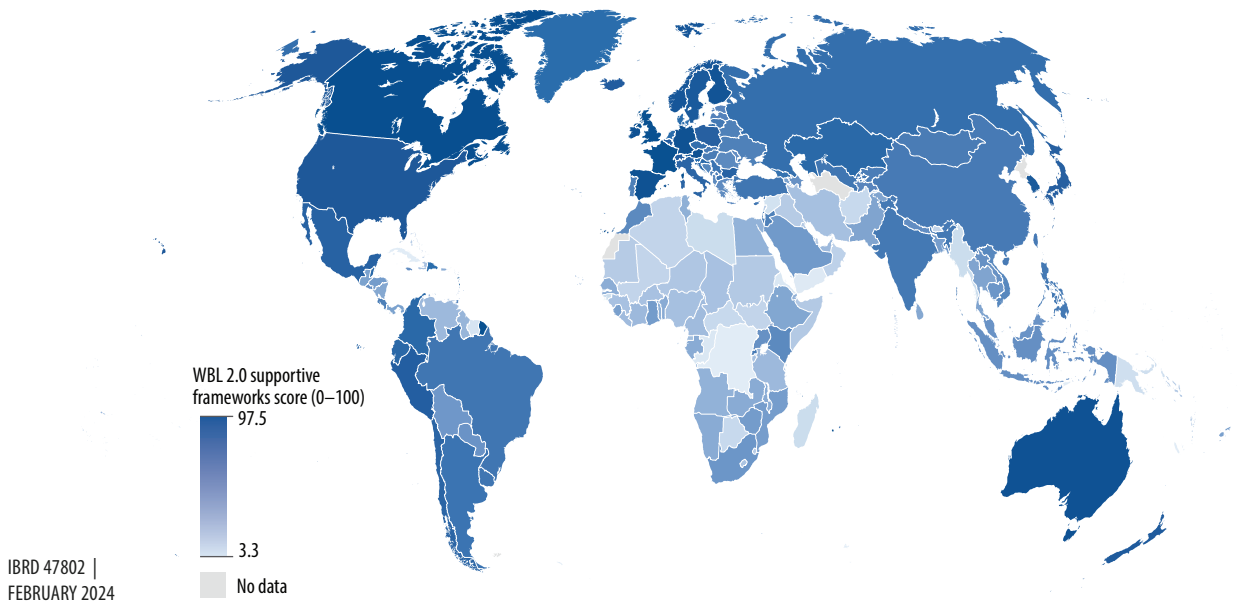 WBL 2.0 supportive
frameworks score (0–100)
97.5
3.3
No data
IBRD 47802 |
FEBRUARY 2024